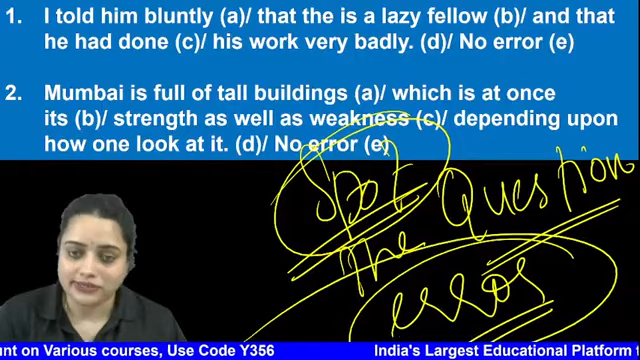 1. I told him bluntly (a)/ that the is a lazy fellow (b)/ and that
he had done (c)/ his work very badly. (d)/ No error (e)
2. Mumbai is full of tall buildings (a)/ which is at once
its (b)/ strength as well as weakness (c)/ depending upon
how one look at it. (d)/ No error (e)
Spot Question
The
error
unt on Various courses, Use Code Y356 India's Largest Educational Platform